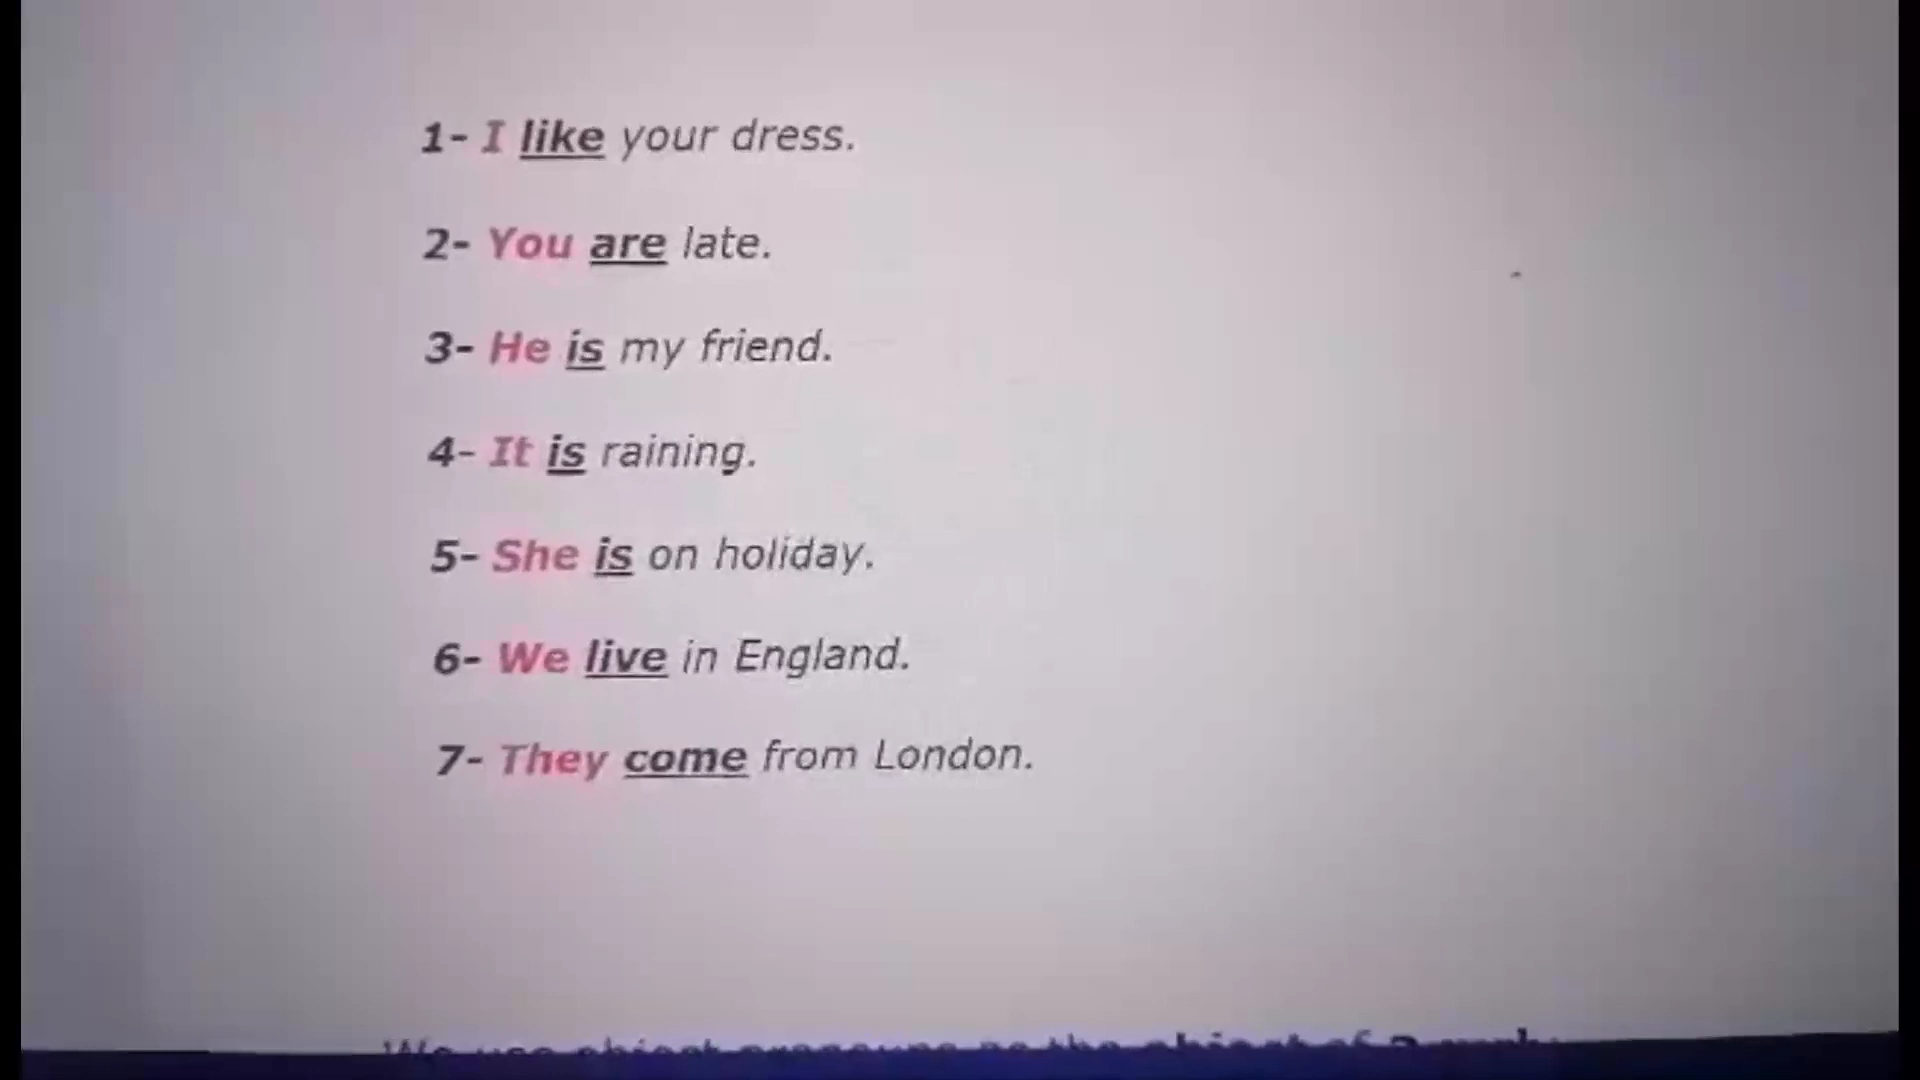 1- I like your dress.
2- You are late.
3- He is my friend.
4- It is raining.
5- She is on holiday.
6- We live in England.
7- They come from London.